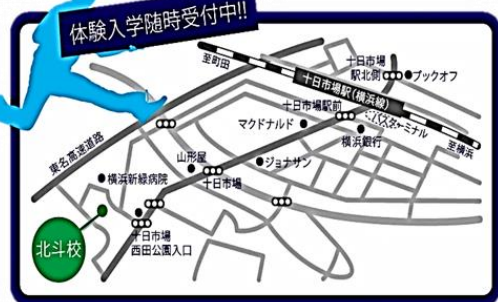 体験入学随時受付中!!
至町田
十日市場駅(横浜線)
十日市場
駅北側
ブックオフ
十日市場駅前
バスターミナル
マクドナルド
横浜銀行
至横浜
東名高速道路
山形屋
ジョナサン
横浜新緑病院
十日市場
北斗校
十日市場
西田公園入口